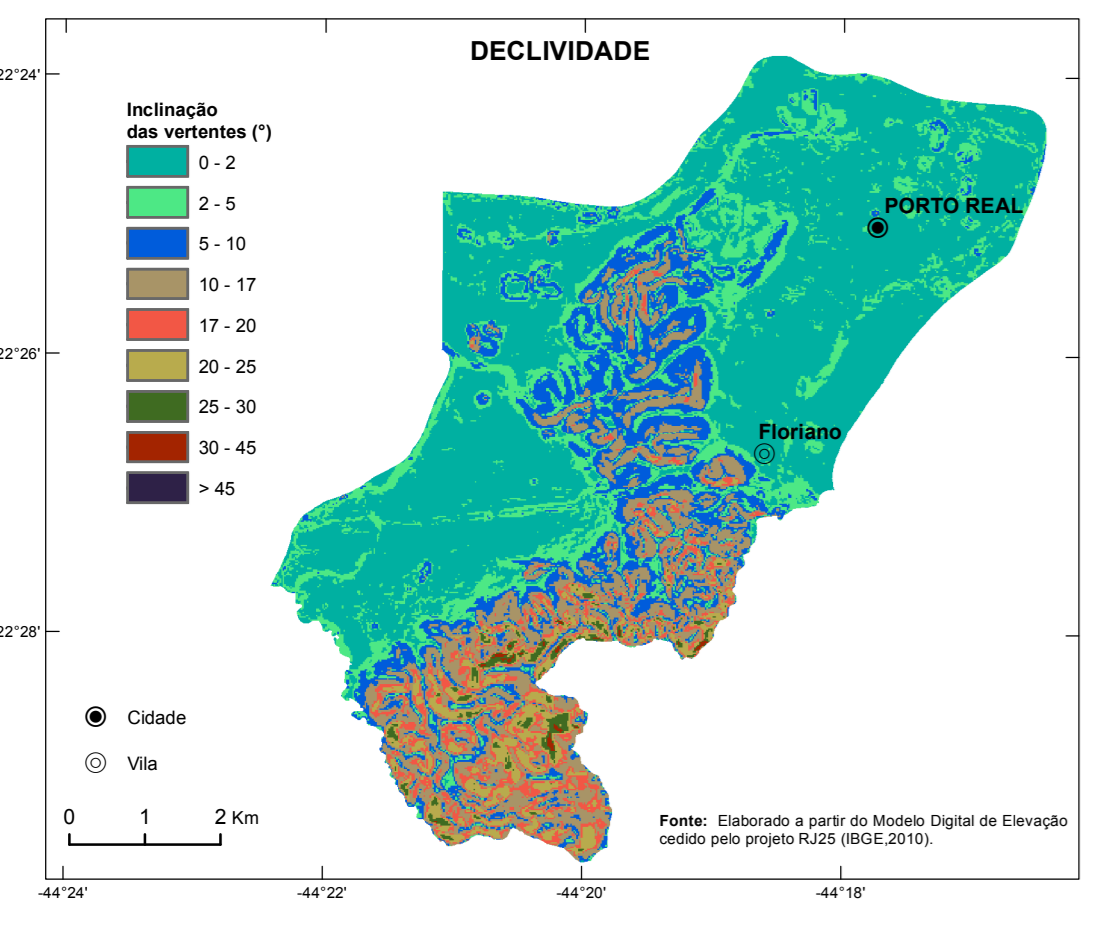 DECLIVIDADE
Inclinação
das vertentes (°)
0 - 2
2 - 5
5 - 10
10 - 17
17 - 20
20 - 25
25 - 30
30 - 45
> 45
PORTO REAL
Floriano
Cidade
Vila
0 1 2 Km
Fonte: Elaborado a partir do Modelo Digital de Elevação
cedido pelo projeto RJ25 (IBGE,2010).
22°24'
22°26'
22°28'
-44°24' -44°22' -44°20' -44°18'